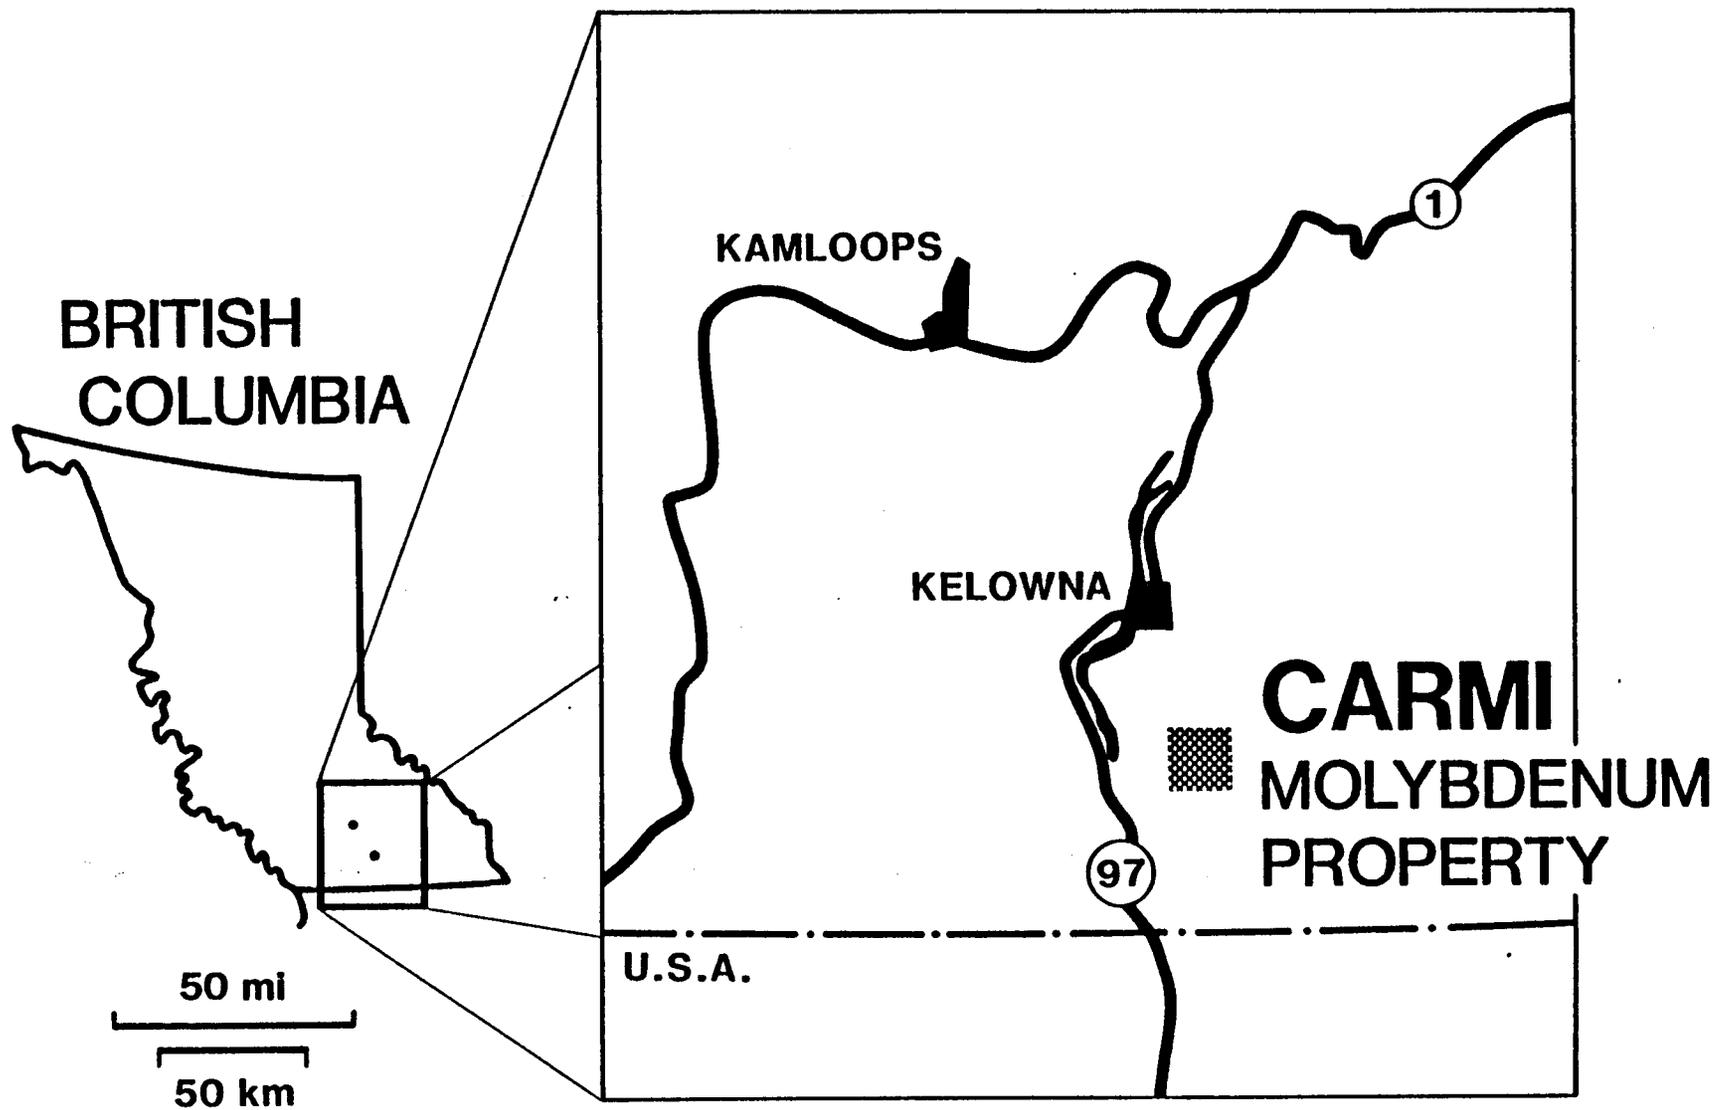 BRITISH
COLUMBIA
KAMLOOPS
1
KELOWNA
CARMI
MOLYBDENUM
PROPERTY
97
U.S.A.
50 mi
50 km